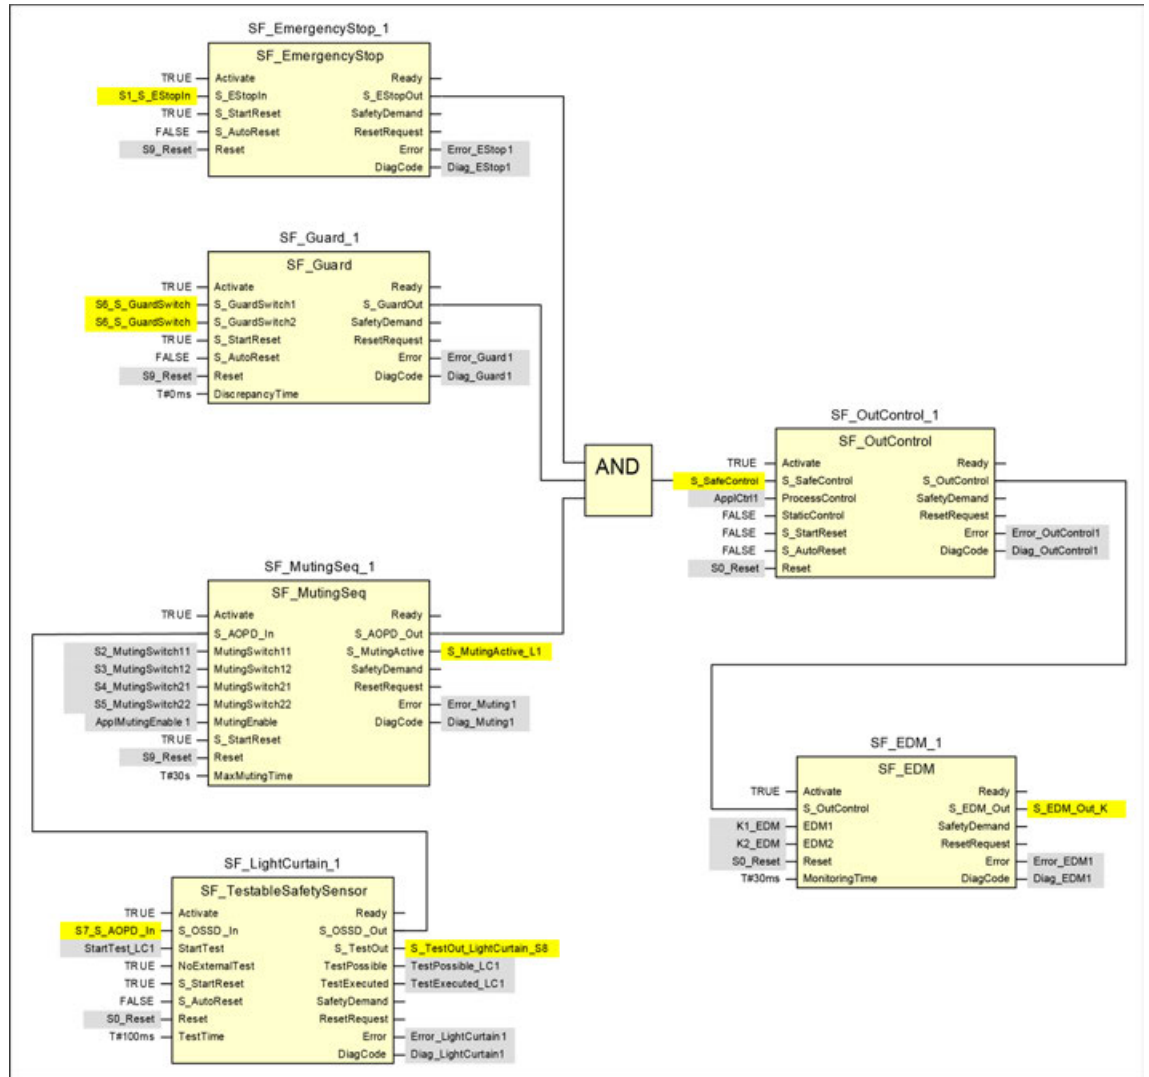 SF_EmergencyStop_1
SF_EmergencyStop
TRUE Activate Ready
S1_S_EStopIn S_EStopIn S_EStopOut
TRUE S_StartReset SafetyDemand
FALSE S_AutoReset ResetRequest
S9_Reset Reset Error Error_EStop1
DiagCode Diag_EStop1
SF_Guard_1
SF_Guard
TRUE Activate Ready
S6_S_GuardSwitch S_GuardSwitch1 S_GuardOut
S6_S_GuardSwitch S_GuardSwitch2 SafetyDemand
TRUE S_StartReset ResetRequest
FALSE S_AutoReset Error Error_Guard1
S9_Reset Reset DiagCode Diag_Guard1
T#0ms DiscrepancyTime
AND
SF_OutControl_1
SF_OutControl
TRUE Activate Ready
S_SafeControl S_SafeControl S_OutControl
ApplCtrl1 ProcessControl SafetyDemand
FALSE StaticControl ResetRequest
FALSE S_StartReset Error Error_OutControl1
FALSE S_AutoReset DiagCode Diag_OutControl1
S0_Reset Reset
SF_MutingSeq_1
SF_MutingSeq
TRUE Activate Ready
S_AOPD_In S_AOPD_Out
S2_MutingSwitch11 MutingSwitch11 S_MutingActive S_MutingActive_L1
S3_MutingSwitch12 MutingSwitch12 SafetyDemand
S4_MutingSwitch21 MutingSwitch21 ResetRequest
S5_MutingSwitch22 MutingSwitch22 Error Error_Muting1
ApplMutingEnable 1 MutingEnable DiagCode Diag_Muting1
TRUE S_StartReset
S9_Reset Reset
T#30s MaxMutingTime
SF_EDM_1
SF_EDM
TRUE Activate Ready
S_OutControl S_EDM_Out S_EDM_Out_K
K1_EDM EDM1 SafetyDemand
K2_EDM EDM2 ResetRequest
S0_Reset Reset Error Error_EDM1
T#30ms MonitoringTime DiagCode Diag_EDM1
SF_LightCurtain_1
SF_TestableSafetySensor
TRUE Activate Ready
S7_S_AOPD_In S_OSSD_In S_OSSD_Out
StartTest_LC1 StartTest S_TestOut S_TestOut_LightCurtain_S8
TRUE NoExternalTest TestPossible TestPossible_LC1
TRUE S_StartReset TestExecuted TestExecuted_LC1
FALSE S_AutoReset SafetyDemand
S0_Reset Reset ResetRequest
T#100ms TestTime Error Error_LightCurtain1
DiagCode Diag_LightCurtain1